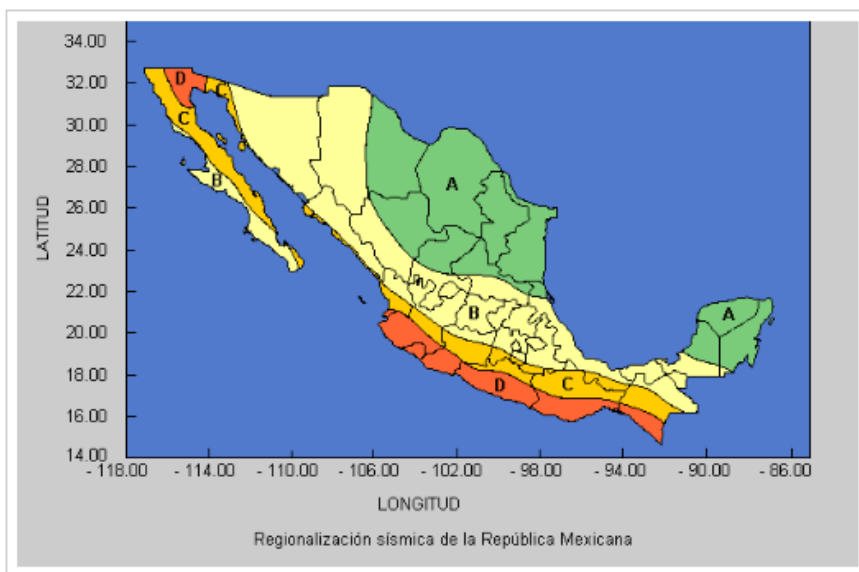 34.00
32.00
30.00
28.00
26.00
24.00
22.00
20.00
18.00
16.00
14.00
LATITUD
D
C
C
B
A
B
A
D
C
- 118.00 - 114.00 - 110.00 - 106.00 - 102.00 - 98.00 - 94.00 - 90.00 - 86.00
LONGITUD
Regionalización sísmica de la República Mexicana